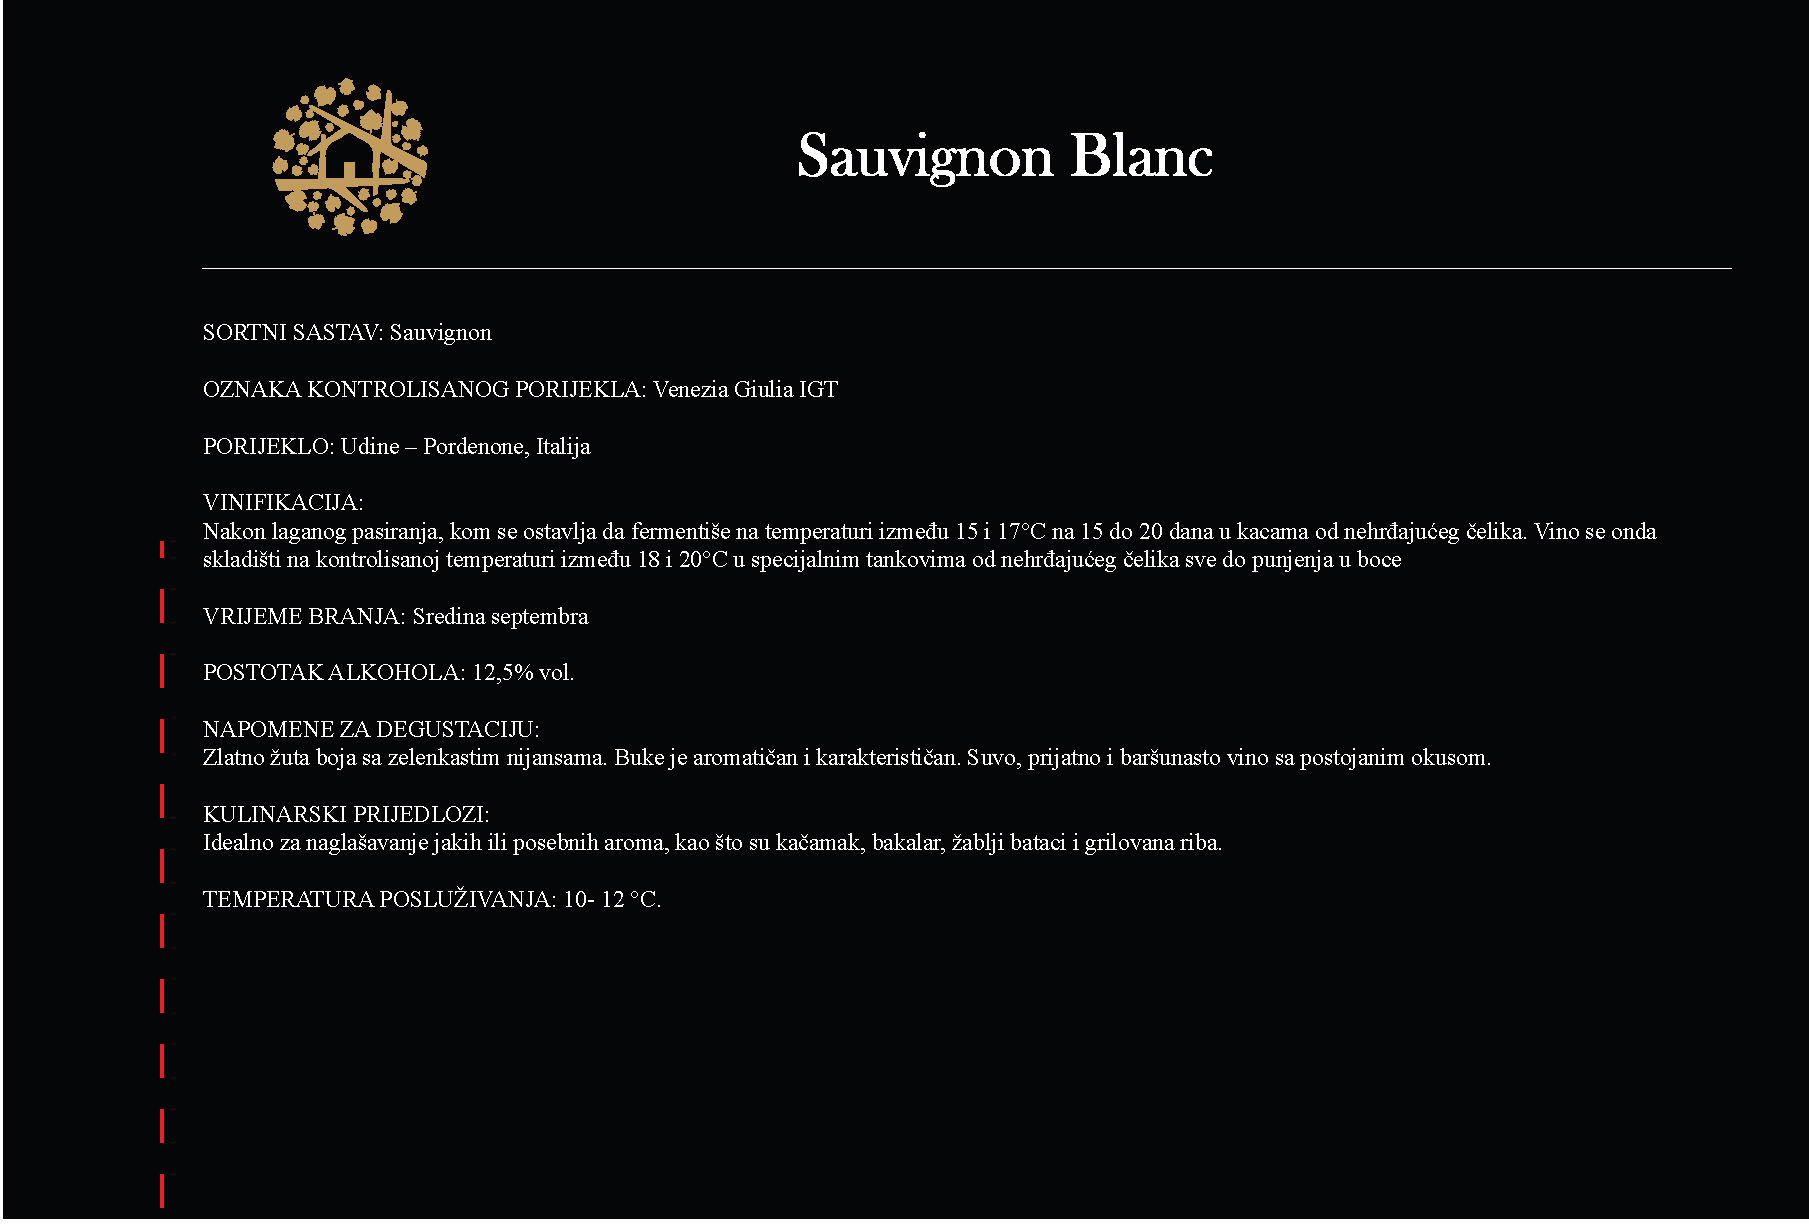 Sauvignon Blanc
SORTNI SASTAV: Sauvignon
OZNAKA KONTROLISANOG PORIJEKLA: Venezia Giulia IGT
PORIJEKLO: Udine – Pordenone, Italija
VINIFIKACIJA:
Nakon laganog pasiranja, kom se ostavlja da fermentiše na temperaturi između 15 i 17°C na 15 do 20 dana u kacama od nehrđajućeg čelika. Vino se onda
skladišti na kontrolisanoj temperaturi između 18 i 20°C u specijalnim tankovima od nehrđajućeg čelika sve do punjenja u boce
VRIJEME BRANJA: Sredina septembra
POSTOTAK ALKOHOLA: 12,5% vol.
NAPOMENE ZA DEGUSTACIJU:
Zlatno žuta boja sa zelenkastim nijansama. Buke je aromatičan i karakterističan. Suvo, prijatno i baršunasto vino sa postojanim okusom.
KULINARSKI PRIJEDLOZI:
Idealno za naglašavanje jakih ili posebnih aroma, kao što su kačamak, bakalar, žablji bataci i grilovana riba.
TEMPERATURA POSLUŽIVANJA: 10- 12 °C.